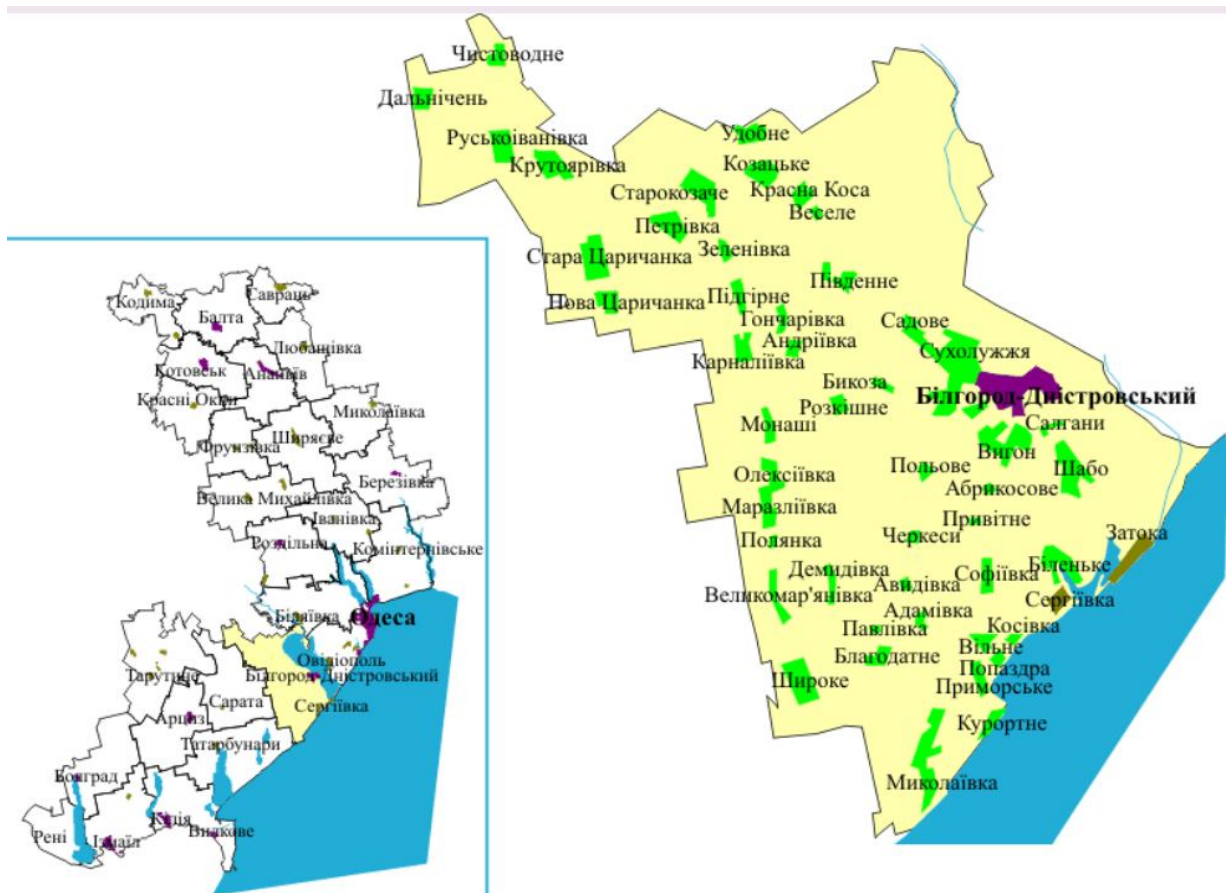 Чистоводне
Дальнічень
Руськоіванівка
Крутоярівка
Удобне
Козацьке
Старокозаче
Красна Коса
Веселе
Петрівка
Зеленівка
Стара Царичанка
Південне
Нова Царичанка
Підгірне
Гончарівка
Садове
Андріївка
Карналіївка
Сухолужжя
Бикоза
Білгород-Дністровський
Розкішне
Монаші
Салгани
Вигон
Польове
Шабо
Олексіївка
Абрикосове
Маразліївка
Привітне
Черкеси
Затока
Полянка
Біленьке
Демидівка
Софіївка
Авидівка
Великомар'янівка
Сергіївка
Адамівка
Косівка
Павлівка
Вільне
Благодатне
Попаздра
Широке
Приморське
Курортне
Миколаївка
Кодима
Саврань
Балта
Любашівка
Котовськ
Ананьїв
Красні Окни
Миколаївка
Ширяєве
Фрунзівка
Березівка
Велика Михайлівка
Іванівка
Роздільна
Комінтернівське
Біляївка
Одеса
Овідіополь
Тарутине
Білгород-Дністровський
Сарата
Сергіївка
Арциз
Татарбунари
Болград
Рені
Ізмаїл
Кілія
Вилкове